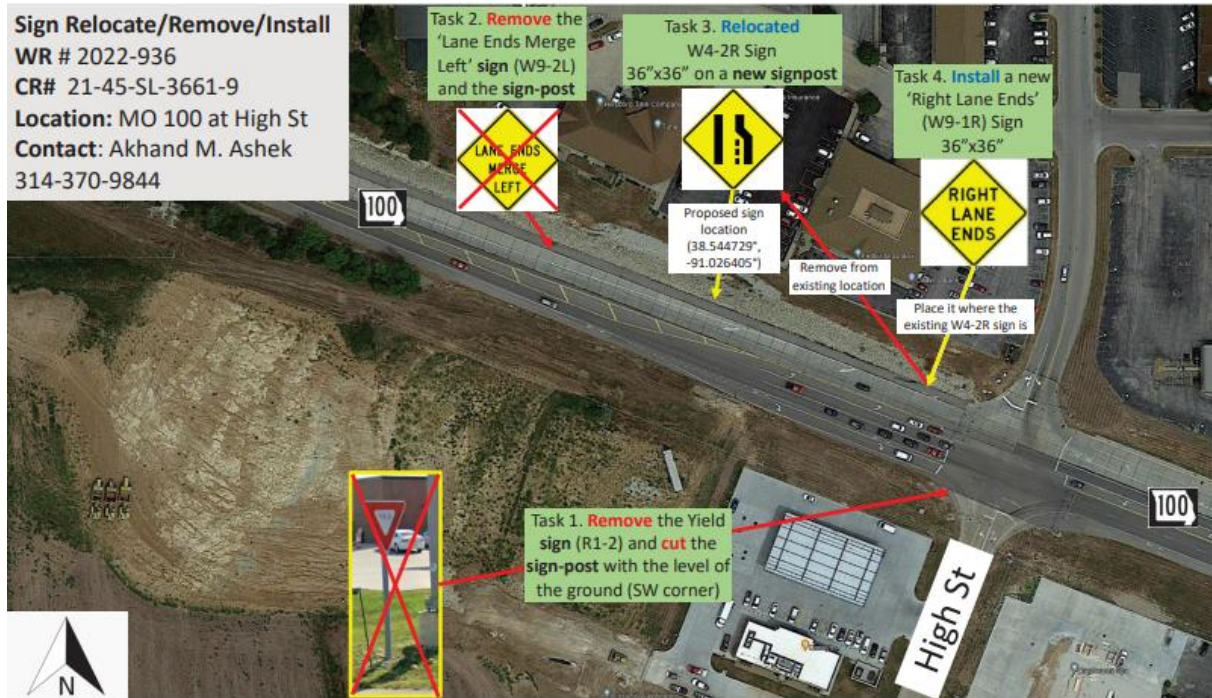 Sign Relocate/Remove/Install
WR # 2022-936
CR# 21-45-SL-3661-9
Location: MO 100 at High St
Contact: Akhand M. Ashek
314-370-9844
Task 2. Remove the
‘Lane Ends Merge
Left’ sign (W9-2L)
and the sign-post
Task 3. Relocated
W4-2R Sign
36”x36” on a new signpost
Task 4. Install a new
‘Right Lane Ends’
(W9-1R) Sign
36”x36”
LANE ENDS
MERGE
LEFT
RIGHT
LANE
ENDS
100
Proposed sign
location
(38.544729°,
-91.026405°)
Remove from
existing location
Place it where the
existing W4-2R sign is
Task 1. Remove the Yield
sign (R1-2) and cut the
sign-post with the level of
the ground (SW corner)
100
High St
N